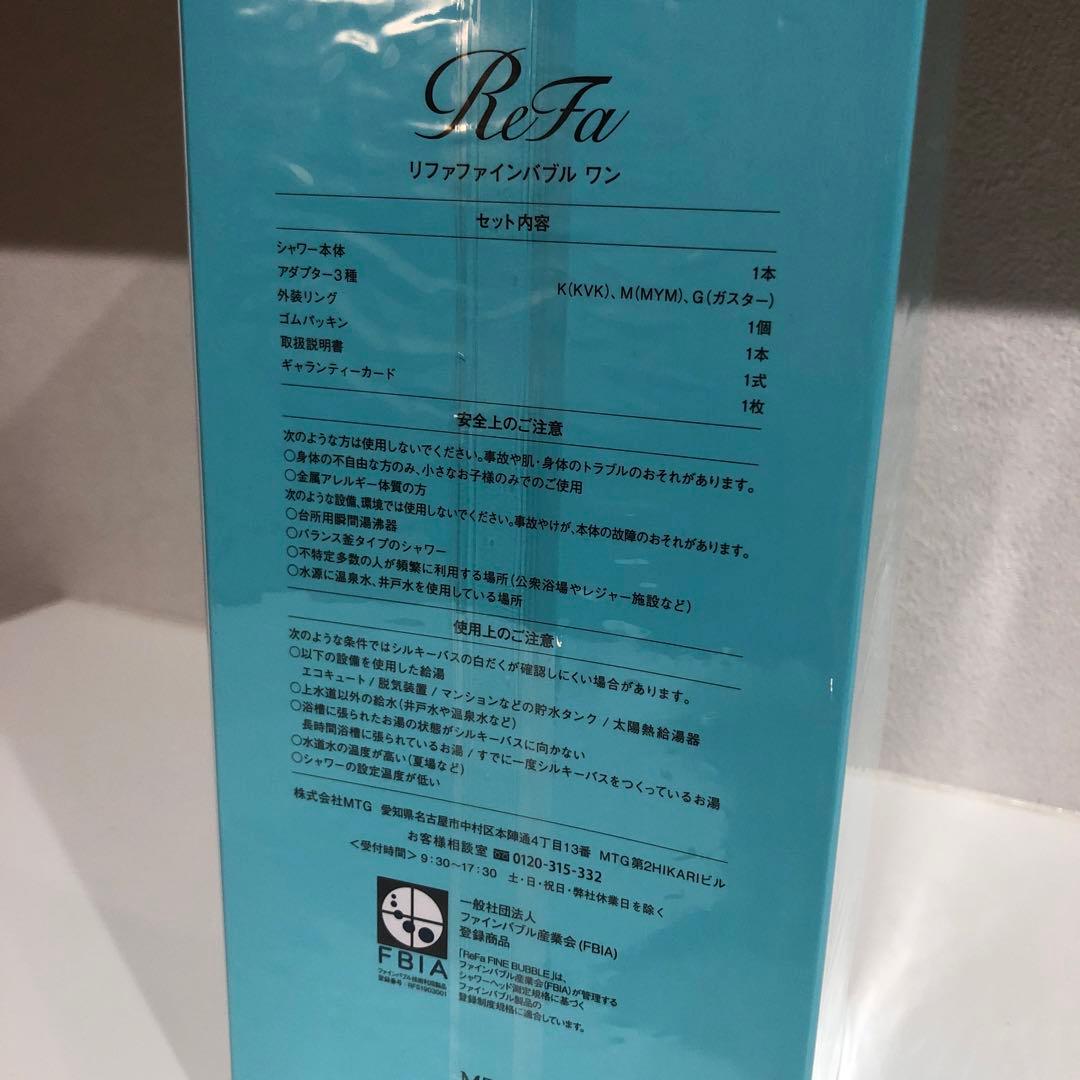 ReFa
リファファインバブル ワン
セット内容
シャワー本体 1本
アダプター3種 K(KVK)、M(MYM)、G(ガスター)
外装リング 1個
ゴムパッキン 1本
取扱説明書 1式
ギャランティーカード 1枚
安全上のご注意
次のような方は使用しないでください。事故や肌・身体のトラブルのおそれがあります。
○身体の不自由な方のみ、小さなお子様のみでのご使用
○金属アレルギー体質の方
次のような設備、環境では使用しないでください。事故やけが、本体の故障のおそれがあります。
○台所用瞬間湯沸器
○バランス釜タイプのシャワー
○不特定多数の人が頻繁に利用する場所(公衆浴場やレジャー施設など)
○水源に温泉水、井戸水を使用している場所
使用上のご注意
次のような条件ではシルキーバスの白だくが確認しにくい場合があります。
○以下の設備を使用した給湯
エコキュート / 脱気装置 / マンションなどの貯水タンク / 太陽熱給湯器
○上水道以外の給水(井戸水や温泉水など)
○浴槽に張られたお湯の状態がシルキーバスに向かない
長時間浴槽に張られているお湯 / すでに一度シルキーバスをつくっているお湯
○水道水の温度が高い(夏場など)
○シャワーの設定温度が低い
株式会社MTG 愛知県名古屋市中村区本陣通4丁目13番 MTG第2HIKARIビル
お客様相談室 0120-315-332
＜受付時間＞ 9:30〜17:30 土・日・祝日・弊社休業日を除く
FBIA
ファインバブル技術利用製品
登録番号:RFS1903001
一般社団法人
ファインバブル産業会(FBIA)
登録商品
「ReFa FINE BUBBLE」は、
ファインバブル産業会(FBIA)が管理する
シャワーヘッド測定規格に基づく
ファインバブル製品の
登録制度規格に適合しています。